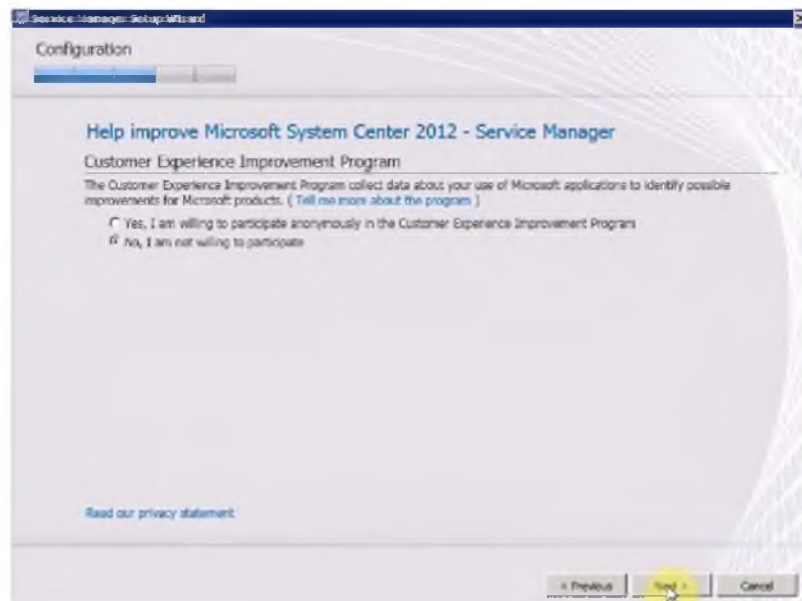 Service Manager Setup Wizard
Configuration
Help improve Microsoft System Center 2012 - Service Manager
Customer Experience Improvement Program
The Customer Experience Improvement Program collect data about your use of Microsoft applications to identify possible
improvements for Microsoft products. ( Tell me more about the program )
Yes, I am willing to participate anonymously in the Customer Experience Improvement Program
No, I am not willing to participate
Read our privacy statement
< Previous
Next >
Cancel